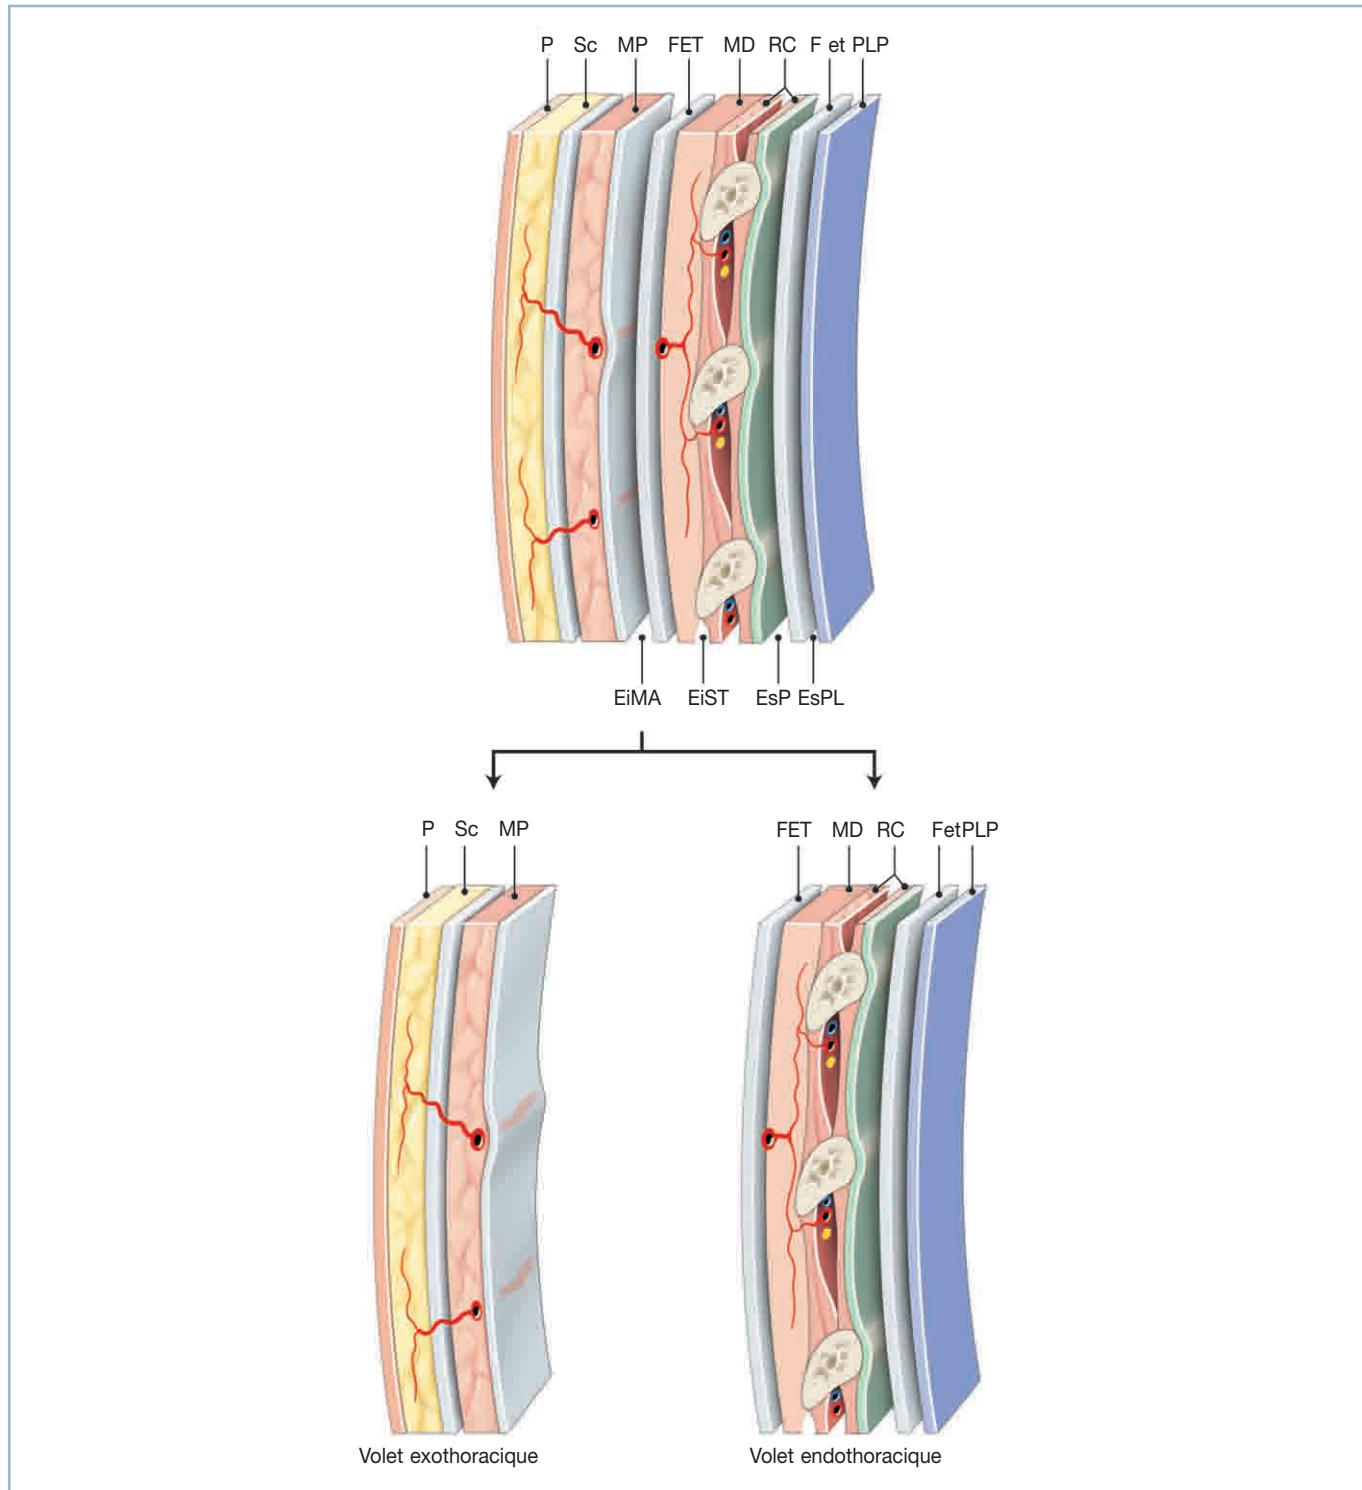 P Sc MP FET MD RC F et PLP
EiMA EiST EsP EsPL
P Sc MP
FET MD RC FetPLP
Volet exothoracique
Volet endothoracique